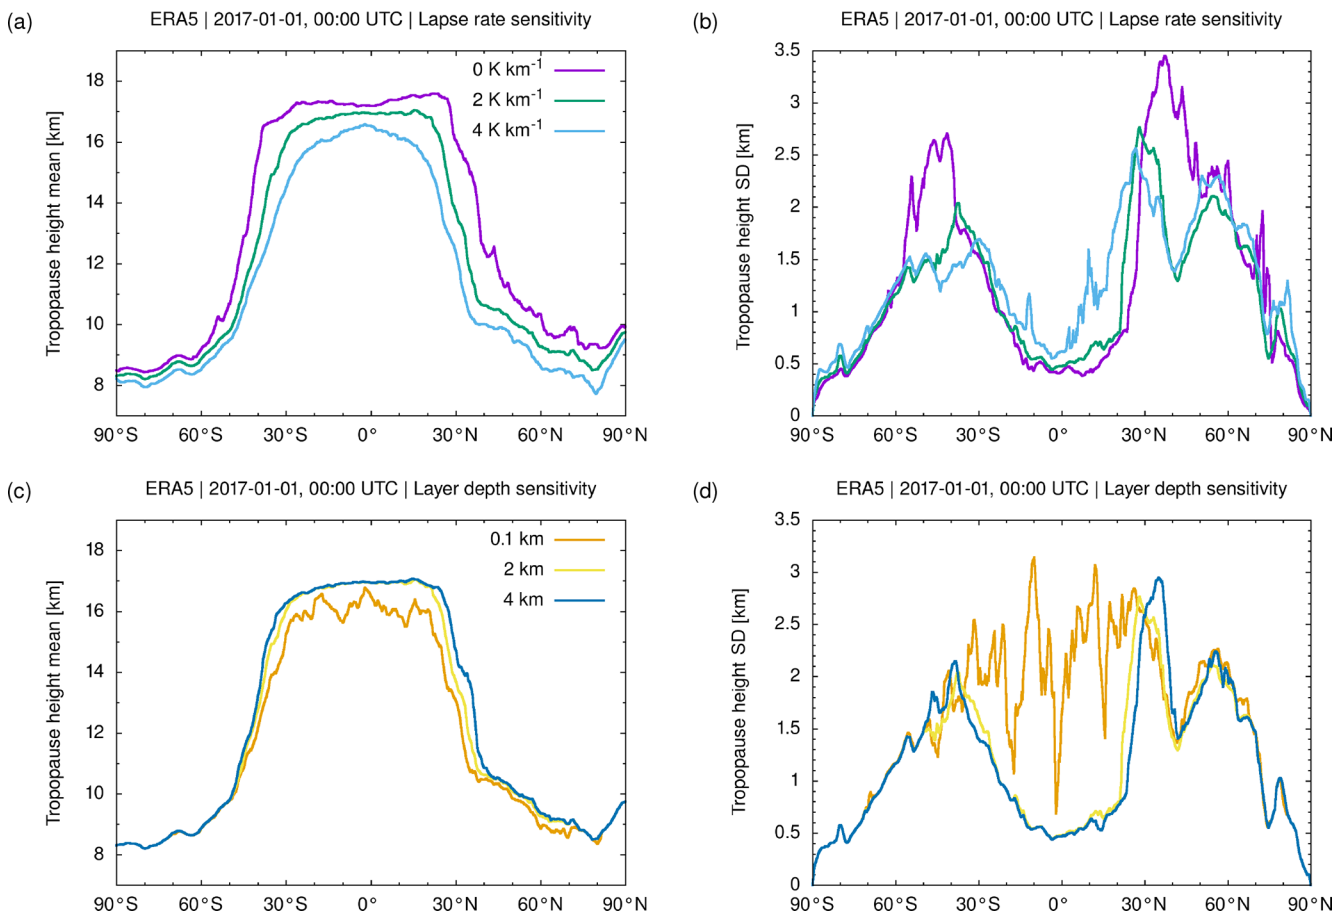 (a)
ERA5 | 2017-01-01, 00:00 UTC | Lapse rate sensitivity
Tropopause height mean [km]
18
16
14
12
10
8
0 K km⁻¹
2 K km⁻¹
4 K km⁻¹
90°S 60°S 30°S 0° 30°N 60°N 90°N
(b)
ERA5 | 2017-01-01, 00:00 UTC | Lapse rate sensitivity
Tropopause height SD [km]
3.5
3
2.5
2
1.5
1
0.5
0
90°S 60°S 30°S 0° 30°N 60°N 90°N
(c)
ERA5 | 2017-01-01, 00:00 UTC | Layer depth sensitivity
Tropopause height mean [km]
18
16
14
12
10
8
0.1 km
2 km
4 km
90°S 60°S 30°S 0° 30°N 60°N 90°N
(d)
ERA5 | 2017-01-01, 00:00 UTC | Layer depth sensitivity
Tropopause height SD [km]
3.5
3
2.5
2
1.5
1
0.5
0
90°S 60°S 30°S 0° 30°N 60°N 90°N